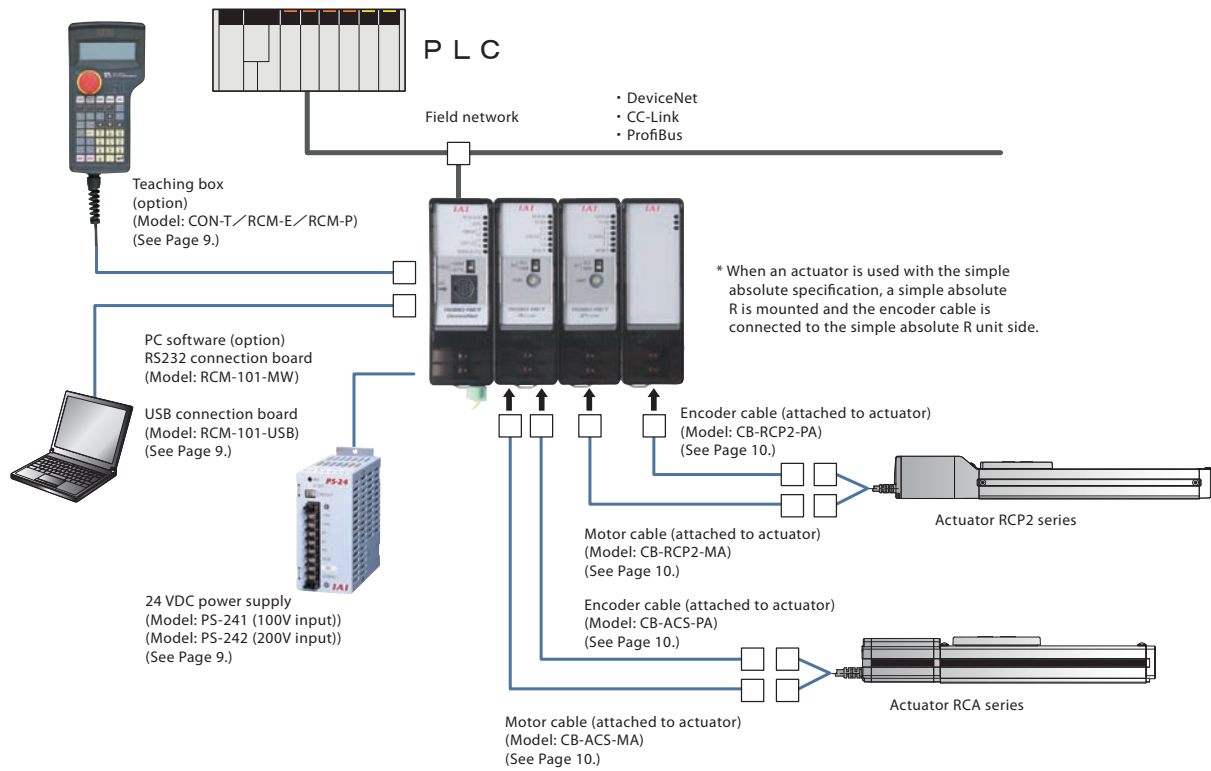 PLC
Field network
・ DeviceNet
・ CC-Link
・ ProfiBus
Teaching box
(option)
(Model: CON-T／RCM-E／RCM-P)
(See Page 9.)
IAI
IAI
IAI
IAI
* When an actuator is used with the simple
absolute specification, a simple absolute
R is mounted and the encoder cable is
connected to the simple absolute R unit side.
PC software (option)
RS232 connection board
(Model: RCM-101-MW)
USB connection board
(Model: RCM-101-USB)
(See Page 9.)
PS-24
IAI
24 VDC power supply
(Model: PS-241 (100V input))
(Model: PS-242 (200V input))
(See Page 9.)
Encoder cable (attached to actuator)
(Model: CB-RCP2-PA)
(See Page 10.)
Actuator RCP2 series
Motor cable (attached to actuator)
(Model: CB-RCP2-MA)
(See Page 10.)
Encoder cable (attached to actuator)
(Model: CB-ACS-PA)
(See Page 10.)
Actuator RCA series
Motor cable (attached to actuator)
(Model: CB-ACS-MA)
(See Page 10.)